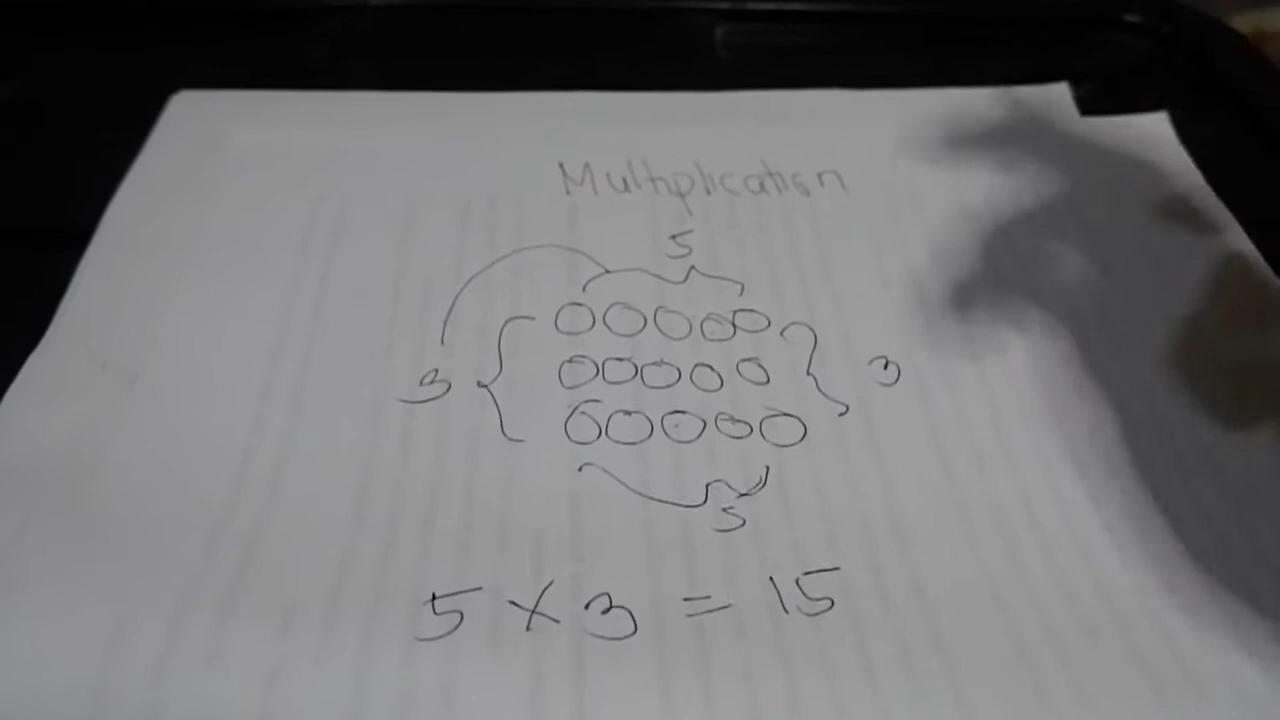 Multiplication
5
3 3
5
5 × 3 = 15